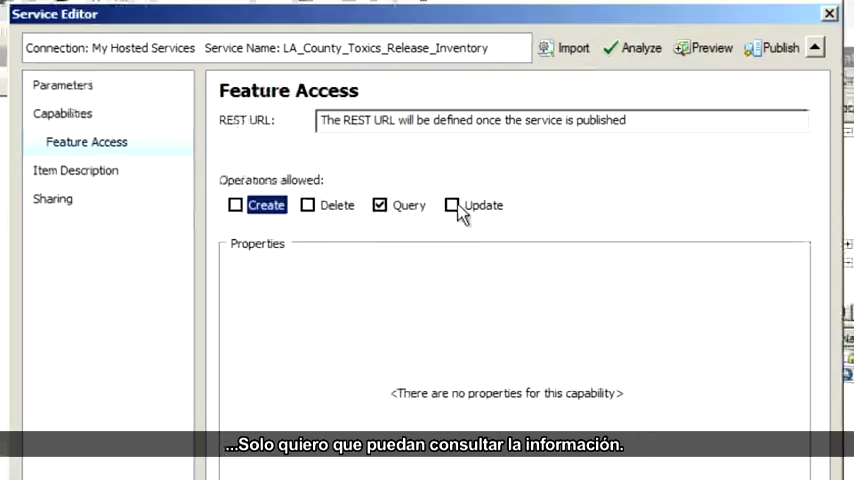 Service Editor
Connection: My Hosted Services Service Name: LA_County_Toxics_Release_Inventory
Import
Analyze
Preview
Publish
Parameters
Capabilities
Feature Access
Item Description
Sharing
Feature Access
REST URL: The REST URL will be defined once the service is published
Operations allowed:
Create Delete Query Update
Properties
<There are no properties for this capability>
...Solo quiero que puedan consultar la información.